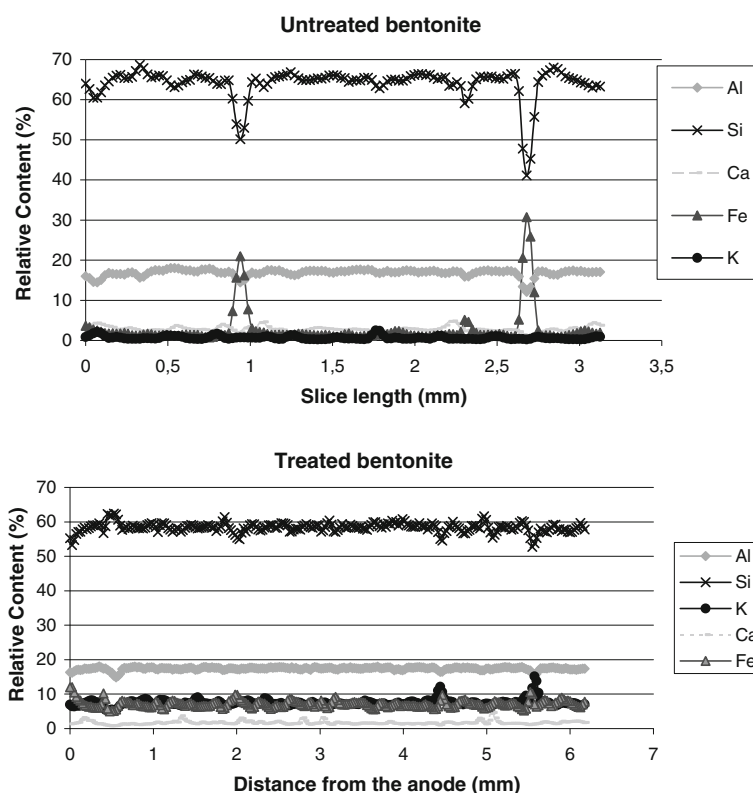 Untreated bentonite
Relative Content (%)
70
60
50
40
30
20
10
0
0 0,5 1 1,5 2 2,5 3 3,5
Slice length (mm)
Al
Si
Ca
Fe
K
Treated bentonite
Relative Content (%)
70
60
50
40
30
20
10
0
0 1 2 3 4 5 6 7
Distance from the anode (mm)
Al
Si
K
Ca
Fe